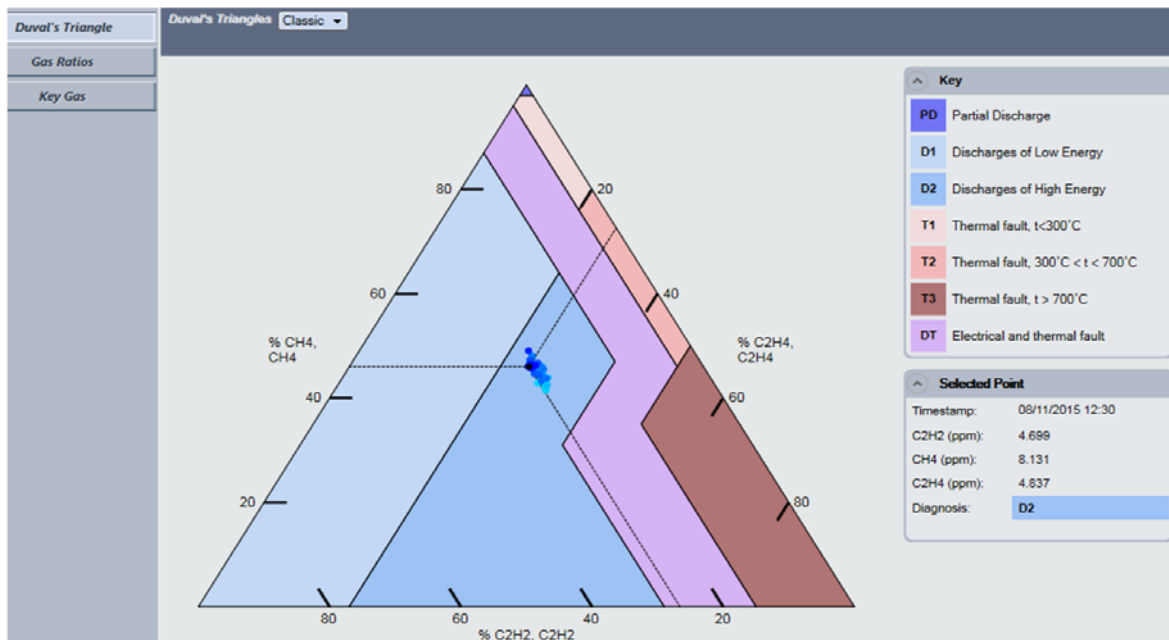 Duval's Triangle
Gas Ratios
Key Gas
Duval's Triangles Classic
80
60
40
20
% CH4,
CH4
20
40
60
80
% C2H4,
C2H4
80
60
40
20
% C2H2, C2H2
Key
PD Partial Discharge
D1 Discharges of Low Energy
D2 Discharges of High Energy
T1 Thermal fault, t<300˚C
T2 Thermal fault, 300˚C < t < 700˚C
T3 Thermal fault, t > 700˚C
DT Electrical and thermal fault
Selected Point
Timestamp: 08/11/2015 12:30
C2H2 (ppm): 4.699
CH4 (ppm): 8.131
C2H4 (ppm): 4.837
Diagnosis: D2